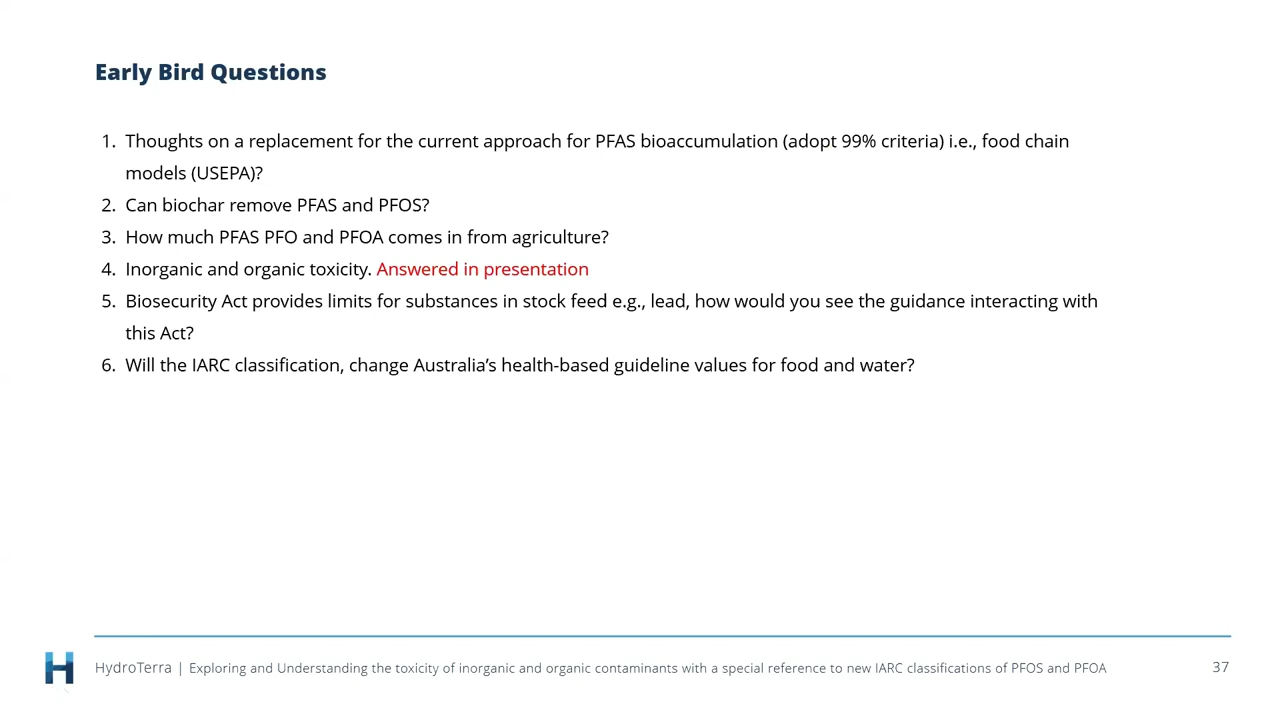 Early Bird Questions
1. Thoughts on a replacement for the current approach for PFAS bioaccumulation (adopt 99% criteria) i.e., food chain
models (USEPA)?
2. Can biochar remove PFAS and PFOS?
3. How much PFAS PFO and PFOA comes in from agriculture?
4. Inorganic and organic toxicity. Answered in presentation
5. Biosecurity Act provides limits for substances in stock feed e.g., lead, how would you see the guidance interacting with
this Act?
6. Will the IARC classification, change Australia’s health-based guideline values for food and water?
HydroTerra | Exploring and Understanding the toxicity of inorganic and organic contaminants with a special reference to new IARC classifications of PFOS and PFOA
37